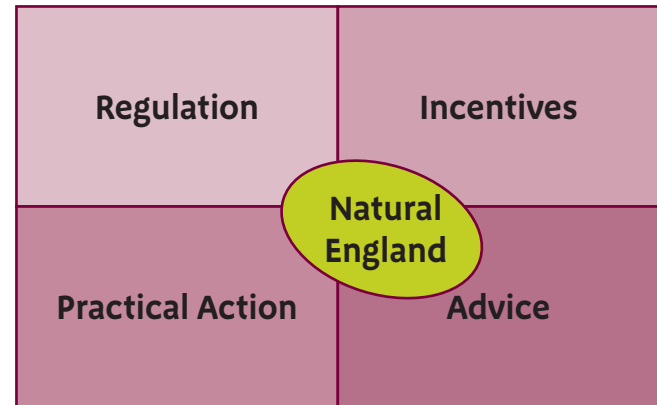 Regulation
Incentives
Natural
England
Practical Action
Advice